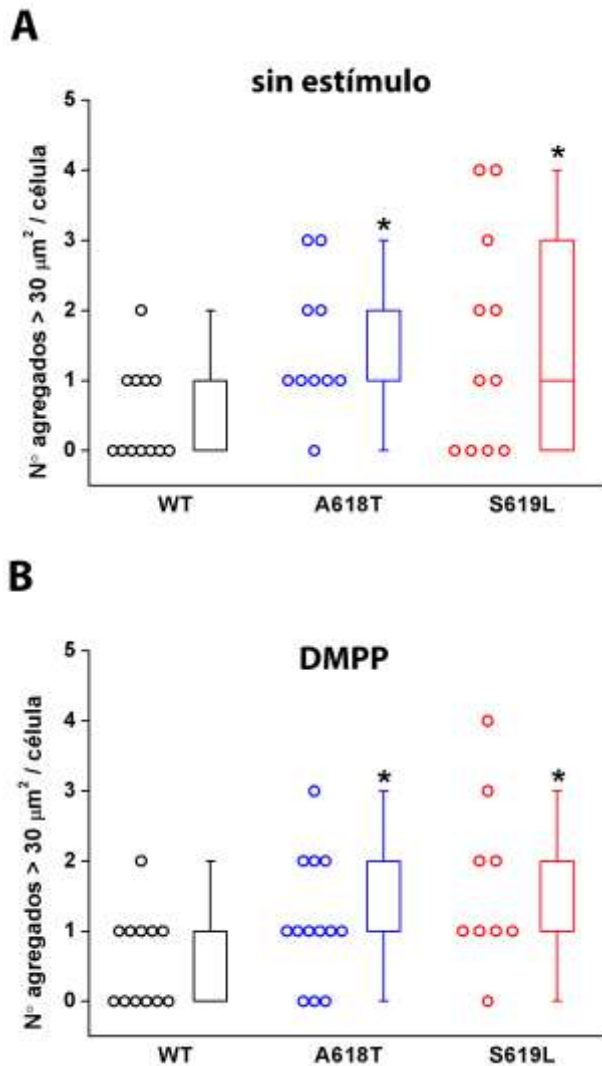 A
sin estímulo
N° agregados > 30 µm² / célula
5
4
3
2
1
0
*
*
WT
A618T
S619L
B
DMPP
N° agregados > 30 µm² / célula
5
4
3
2
1
0
*
*
WT
A618T
S619L